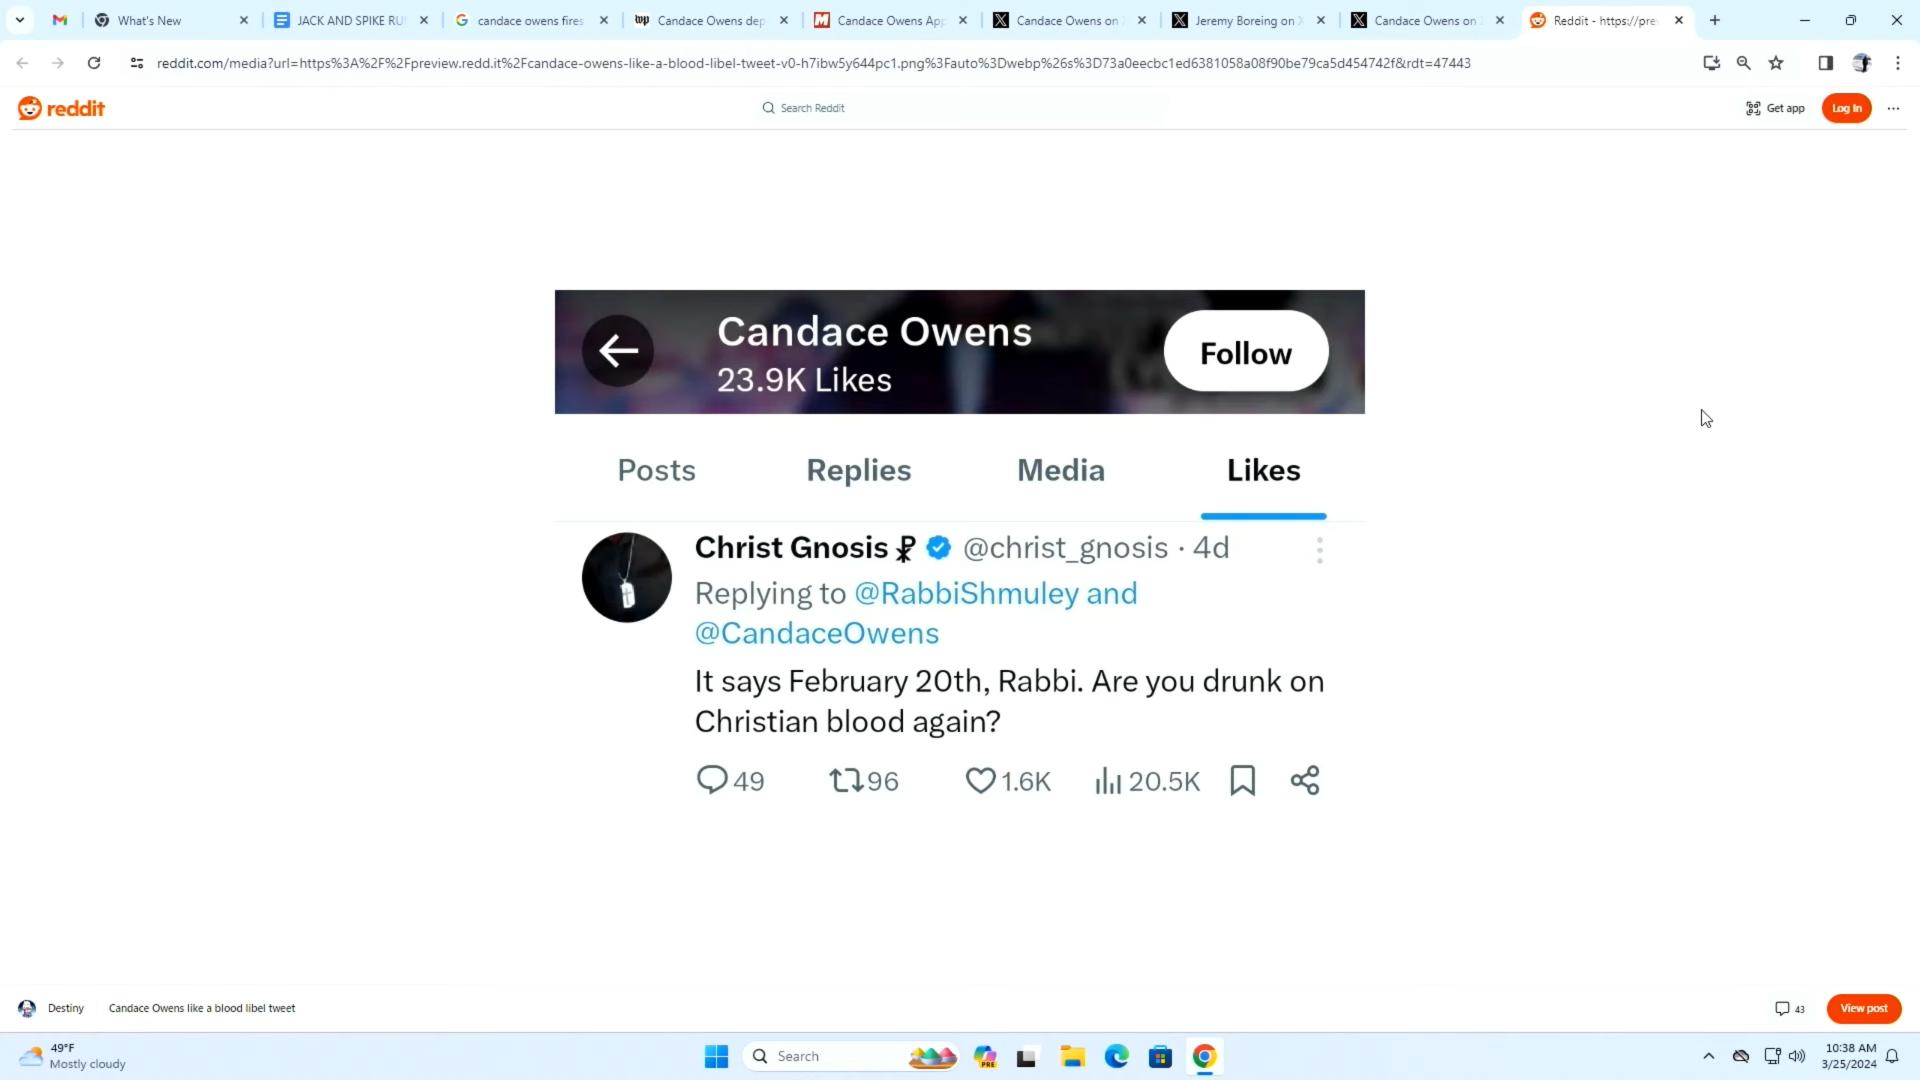 What's New
JACK AND SPIKE RU
candace owens fires
Candace Owens dep
Candace Owens App
Candace Owens on
Jeremy Boreing on X
Candace Owens on
Reddit - https://pre
reddit.com/media?url=https%3A%2F%2Fpreview.redd.it%2Fcandace-owens-like-a-blood-libel-tweet-v0-h7ibw5y644pc1.png%3Fauto%3Dwebp%26s%3D73a0eecbc1ed6381058a08f90be79ca5d454742f&rdt=47443
reddit
Search Reddit
Get app
Log In
Candace Owens
23.9K Likes
Follow
Posts
Replies
Media
Likes
Christ Gnosis @christ_gnosis · 4d
Replying to @RabbiShmuley and
@CandaceOwens
It says February 20th, Rabbi. Are you drunk on
Christian blood again?
49
96
1.6K
20.5K
Destiny
Candace Owens like a blood libel tweet
43
View post
49°F
Mostly cloudy
Search
PRE
10:38 AM
3/25/2024